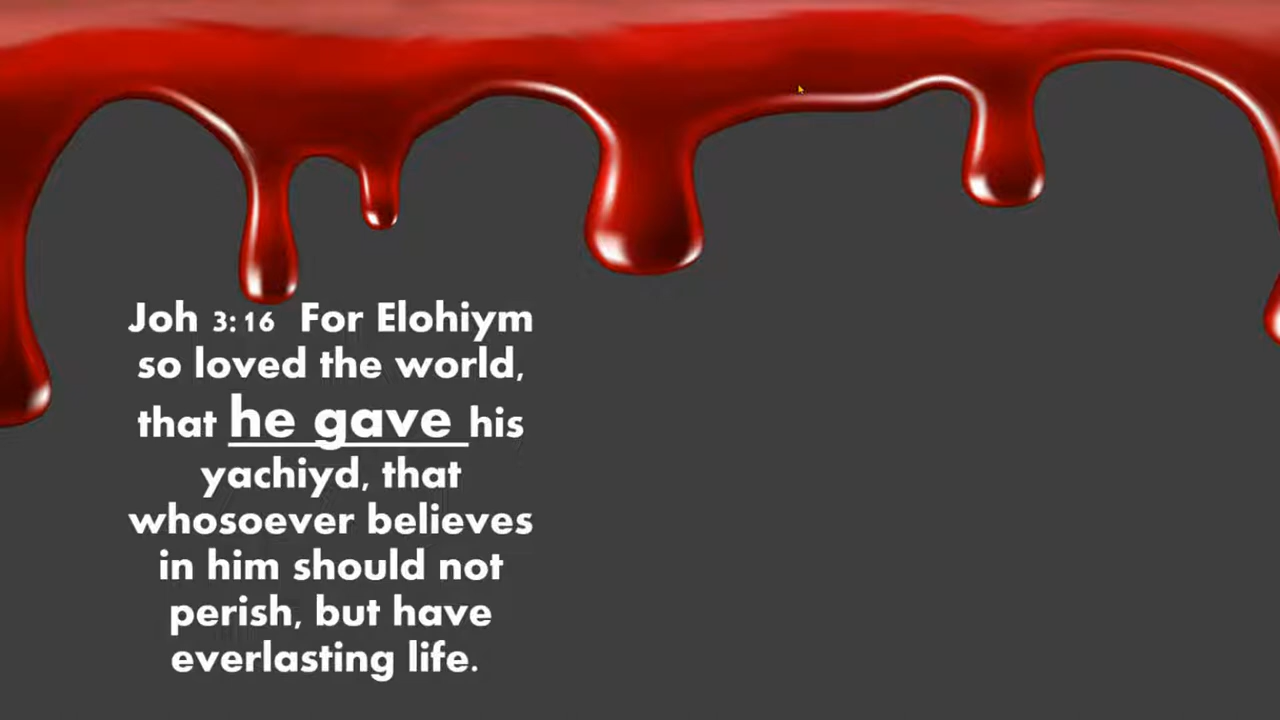 Joh 3:16 For Elohiym
so loved the world,
that he gave his
yachiyd, that
whosoever believes
in him should not
perish, but have
everlasting life.